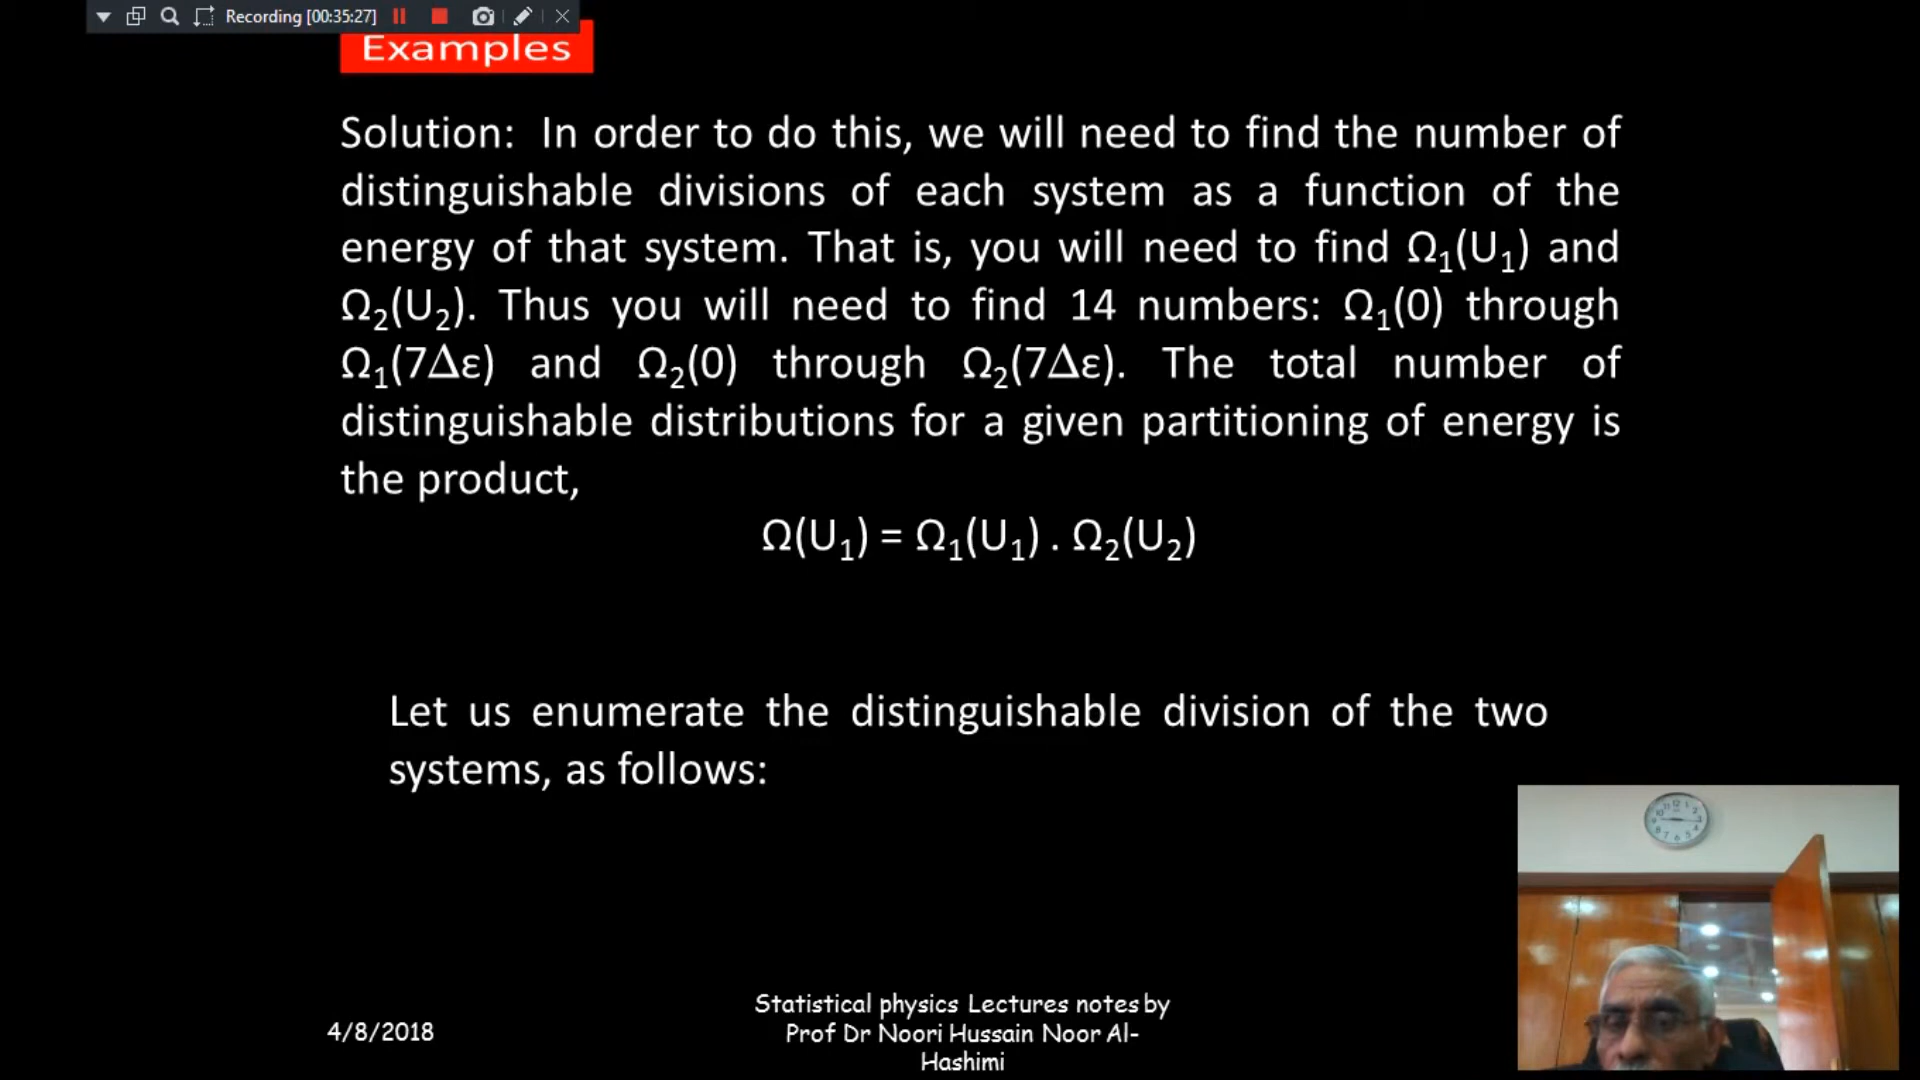 Recording [00:35:27]
Examples
Solution: In order to do this, we will need to find the number of
distinguishable divisions of each system as a function of the
energy of that system. That is, you will need to find Ω₁(U₁) and
Ω₂(U₂). Thus you will need to find 14 numbers: Ω₁(0) through
Ω₁(7Δε) and Ω₂(0) through Ω₂(7Δε). The total number of
distinguishable distributions for a given partitioning of energy is
the product,
Ω(U₁) = Ω₁(U₁) . Ω₂(U₂)
Let us enumerate the distinguishable division of the two
systems, as follows:
4/8/2018
Statistical physics Lectures notes by
Prof Dr Noori Hussain Noor Al-
Hashimi